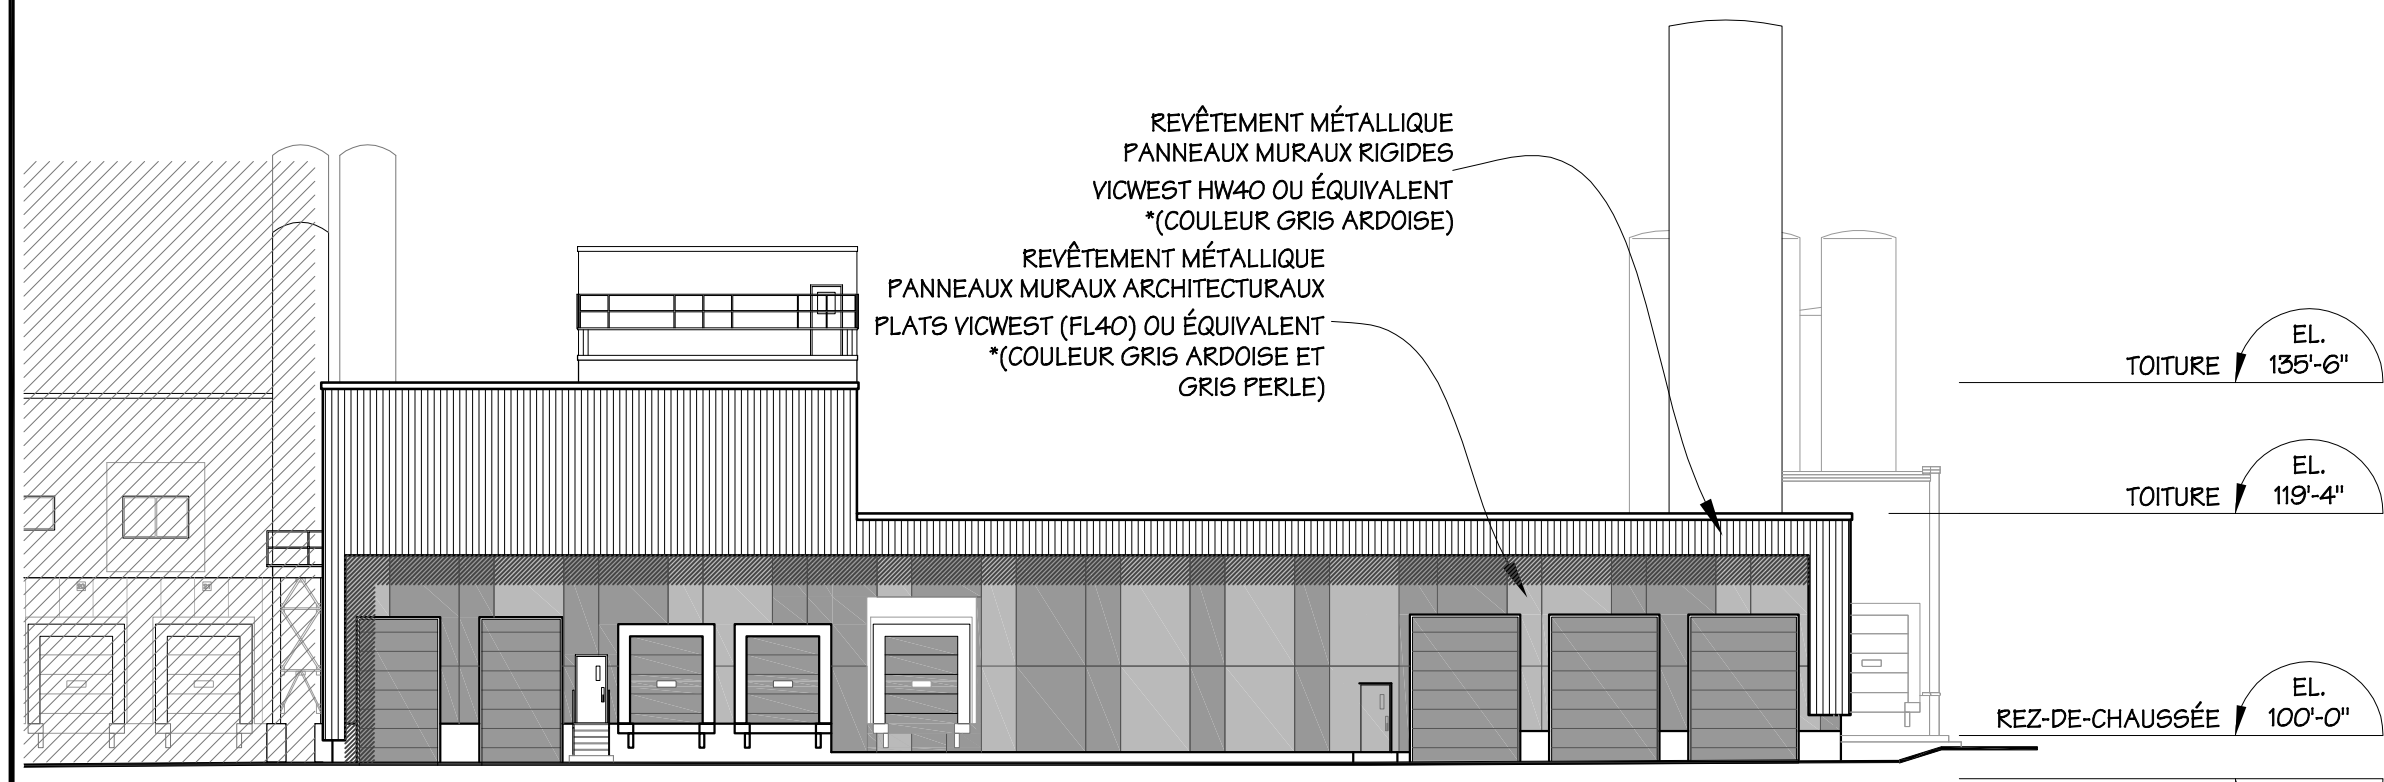 REVÊTEMENT MÉTALLIQUE
PANNEAUX MURAUX RIGIDES
VICWEST HW40 OU ÉQUIVALENT
*(COULEUR GRIS ARDOISE)
REVÊTEMENT MÉTALLIQUE
PANNEAUX MURAUX ARCHITECTURAUX
PLATS VICWEST (FL40) OU ÉQUIVALENT
*(COULEUR GRIS ARDOISE ET
GRIS PERLE)
EL.
TOITURE 135'-6"
EL.
TOITURE 119'-4"
EL.
REZ-DE-CHAUSSÉE 100'-0"